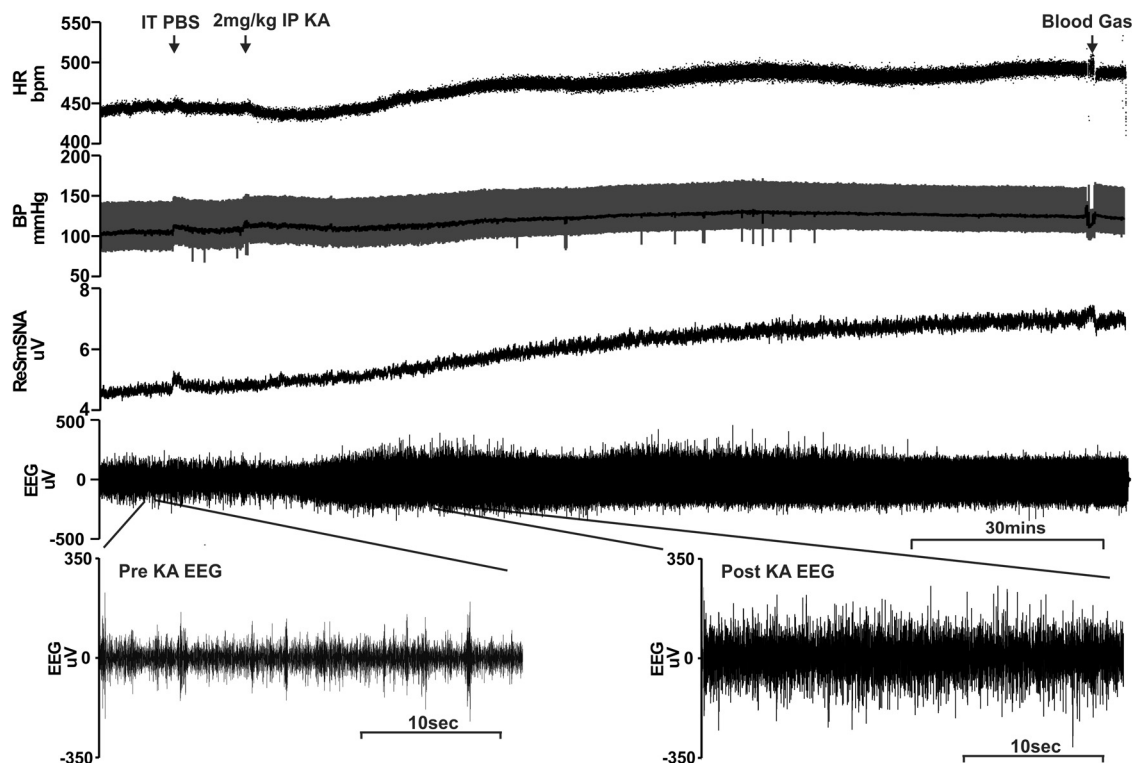 IT PBS
2mg/kg IP KA
Blood Gas
550
500
450
400
HR
bpm
200
150
100
50
BP
mmHg
8
6
4
ReSmSNA
uV
500
0
-500
EEG
uV
30mins
350
0
-350
EEG
uV
Pre KA EEG
10sec
350
0
-350
EEG
uV
Post KA EEG
10sec